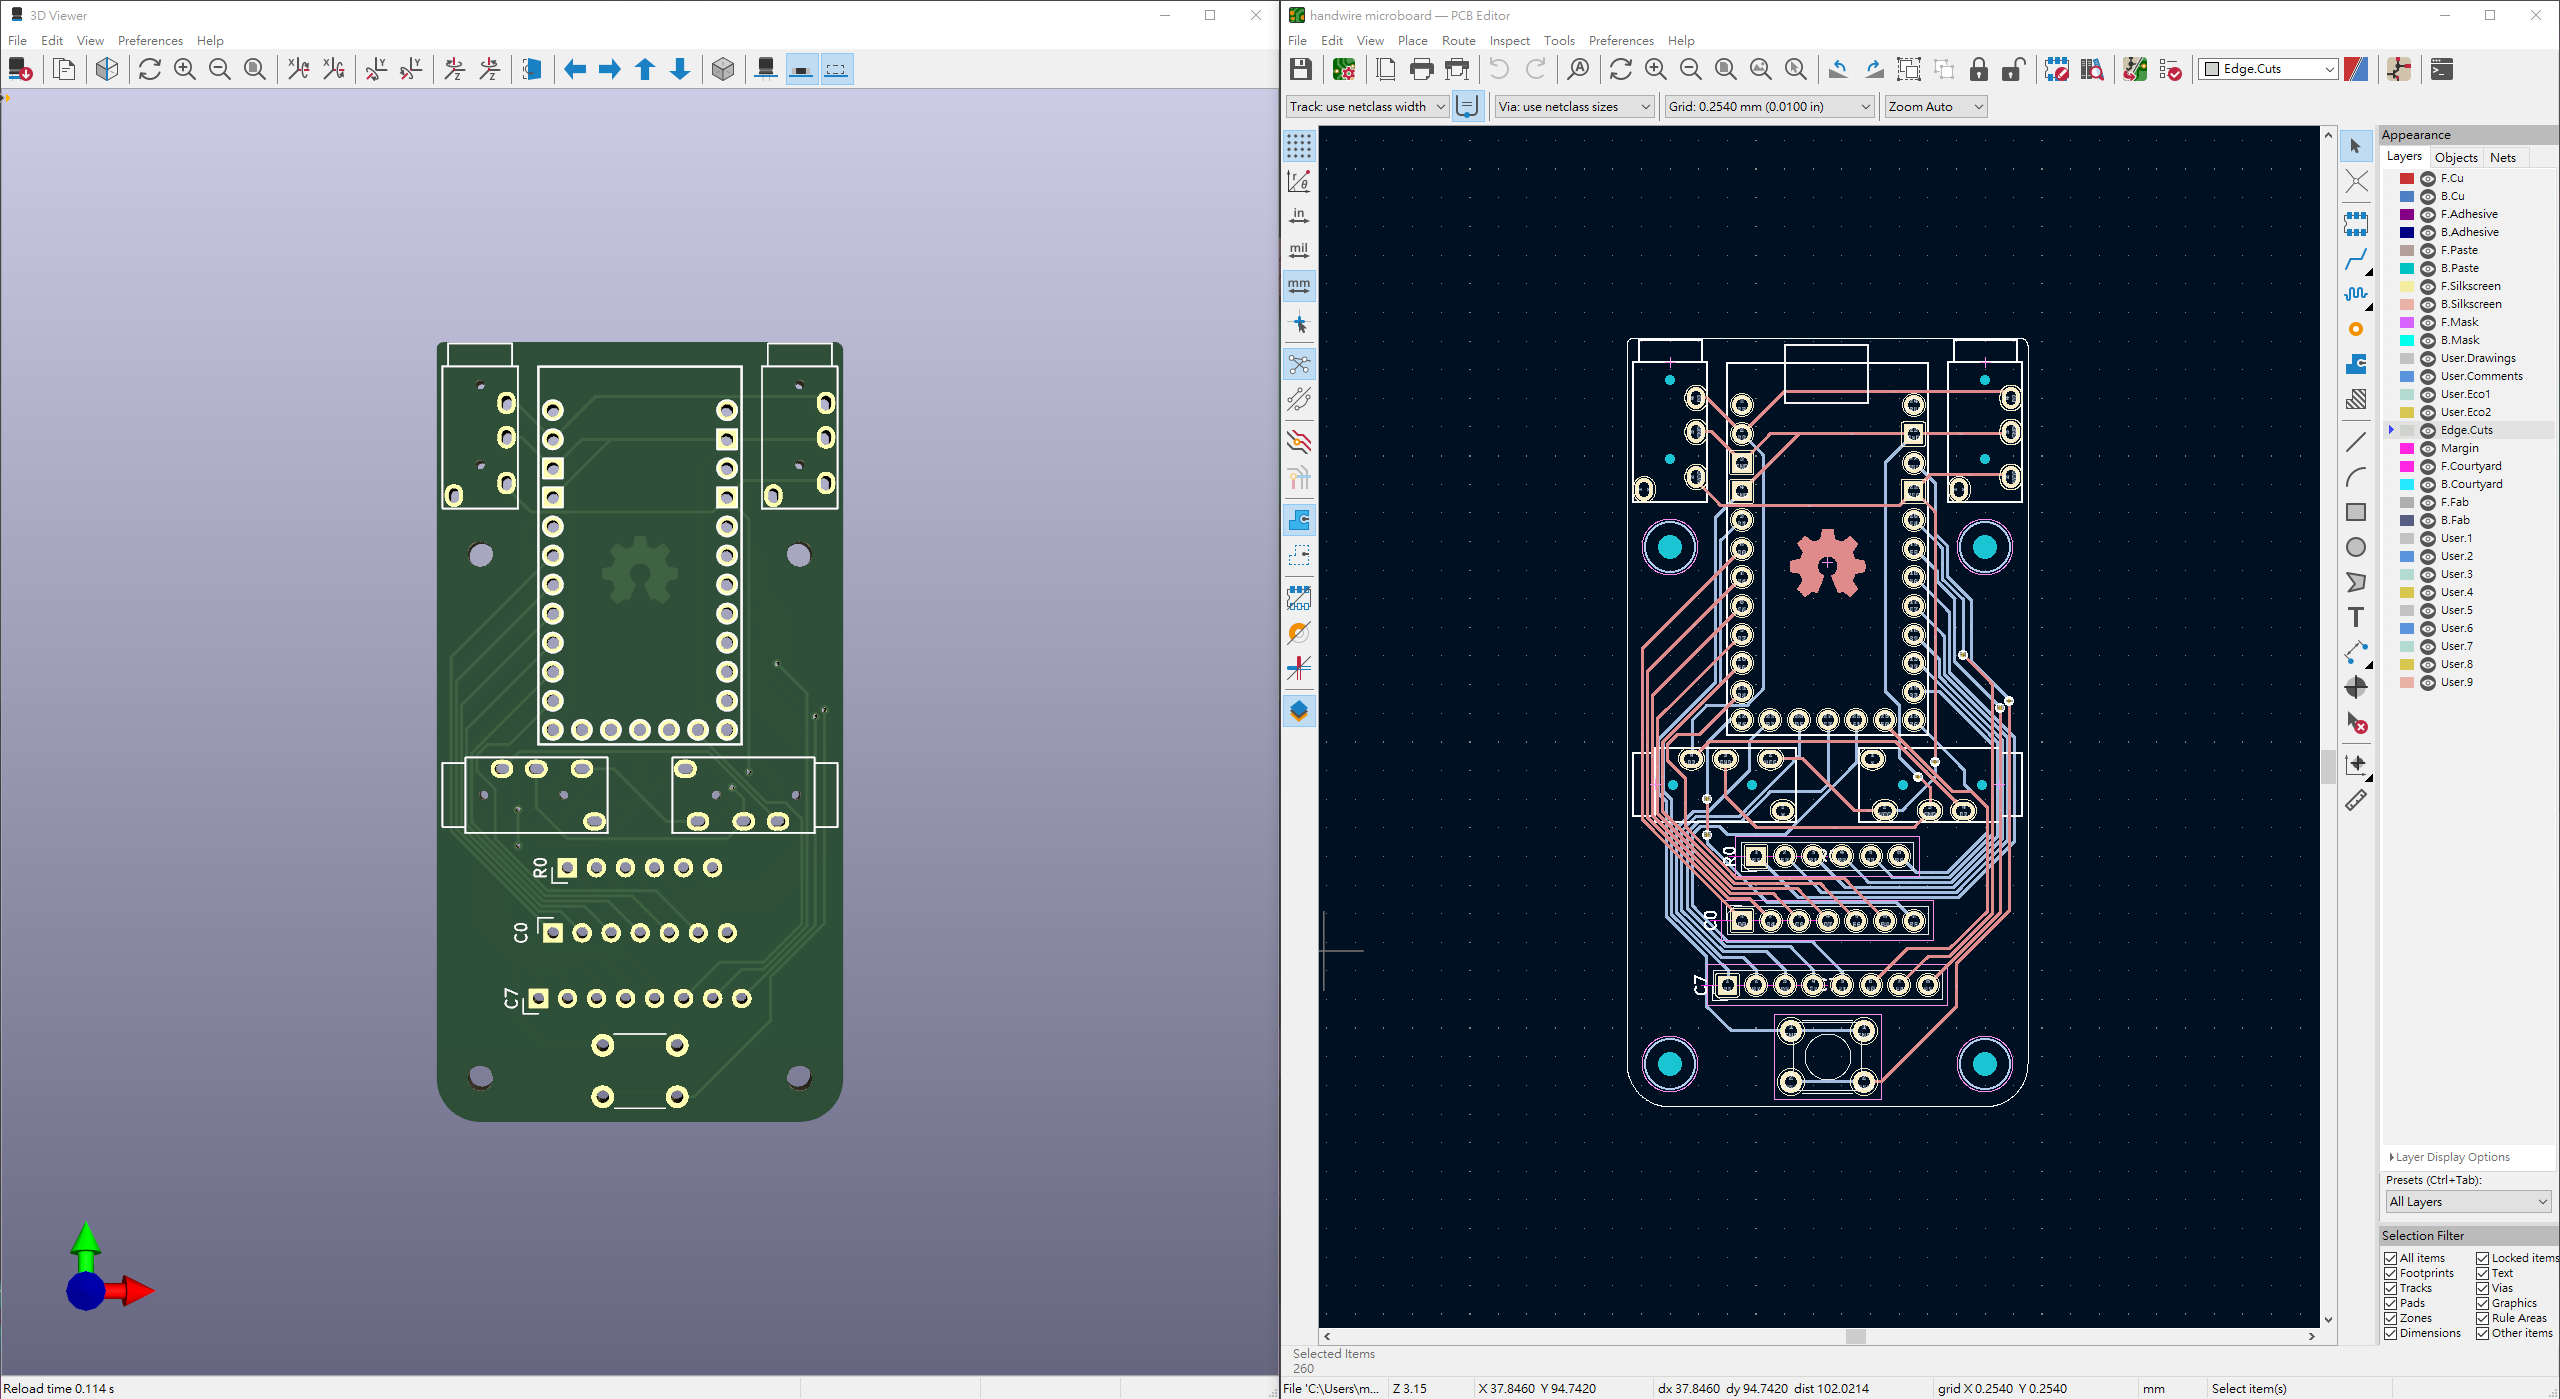 3D Viewer
File Edit View Preferences Help
R0
C0
C7
Reload time 0.114 s
handwire microboard — PCB Editor
File Edit View Place Route Inspect Tools Preferences Help
Edge.Cuts
Track: use netclass width
Via: use netclass sizes
Grid: 0.2540 mm (0.0100 in)
Zoom Auto
in
mil
mm
R0
C0
C7
Appearance
Layers Objects Nets
F.Cu
B.Cu
F.Adhesive
B.Adhesive
F.Paste
B.Paste
F.Silkscreen
B.Silkscreen
F.Mask
B.Mask
User.Drawings
User.Comments
User.Eco1
User.Eco2
Edge.Cuts
Margin
F.Courtyard
B.Courtyard
F.Fab
B.Fab
User.1
User.2
User.3
User.4
User.5
User.6
User.7
User.8
User.9
Layer Display Options
Presets (Ctrl+Tab):
All Layers
Selection Filter
All items Locked items
Footprints Text
Tracks Vias
Pads Graphics
Zones Rule Areas
Dimensions Other items
Selected Items
260
File 'C:\Users\m... Z 3.15 X 37.8460 Y 94.7420 dx 37.8460 dy 94.7420 dist 102.0214 grid X 0.2540 Y 0.2540 mm Select item(s)